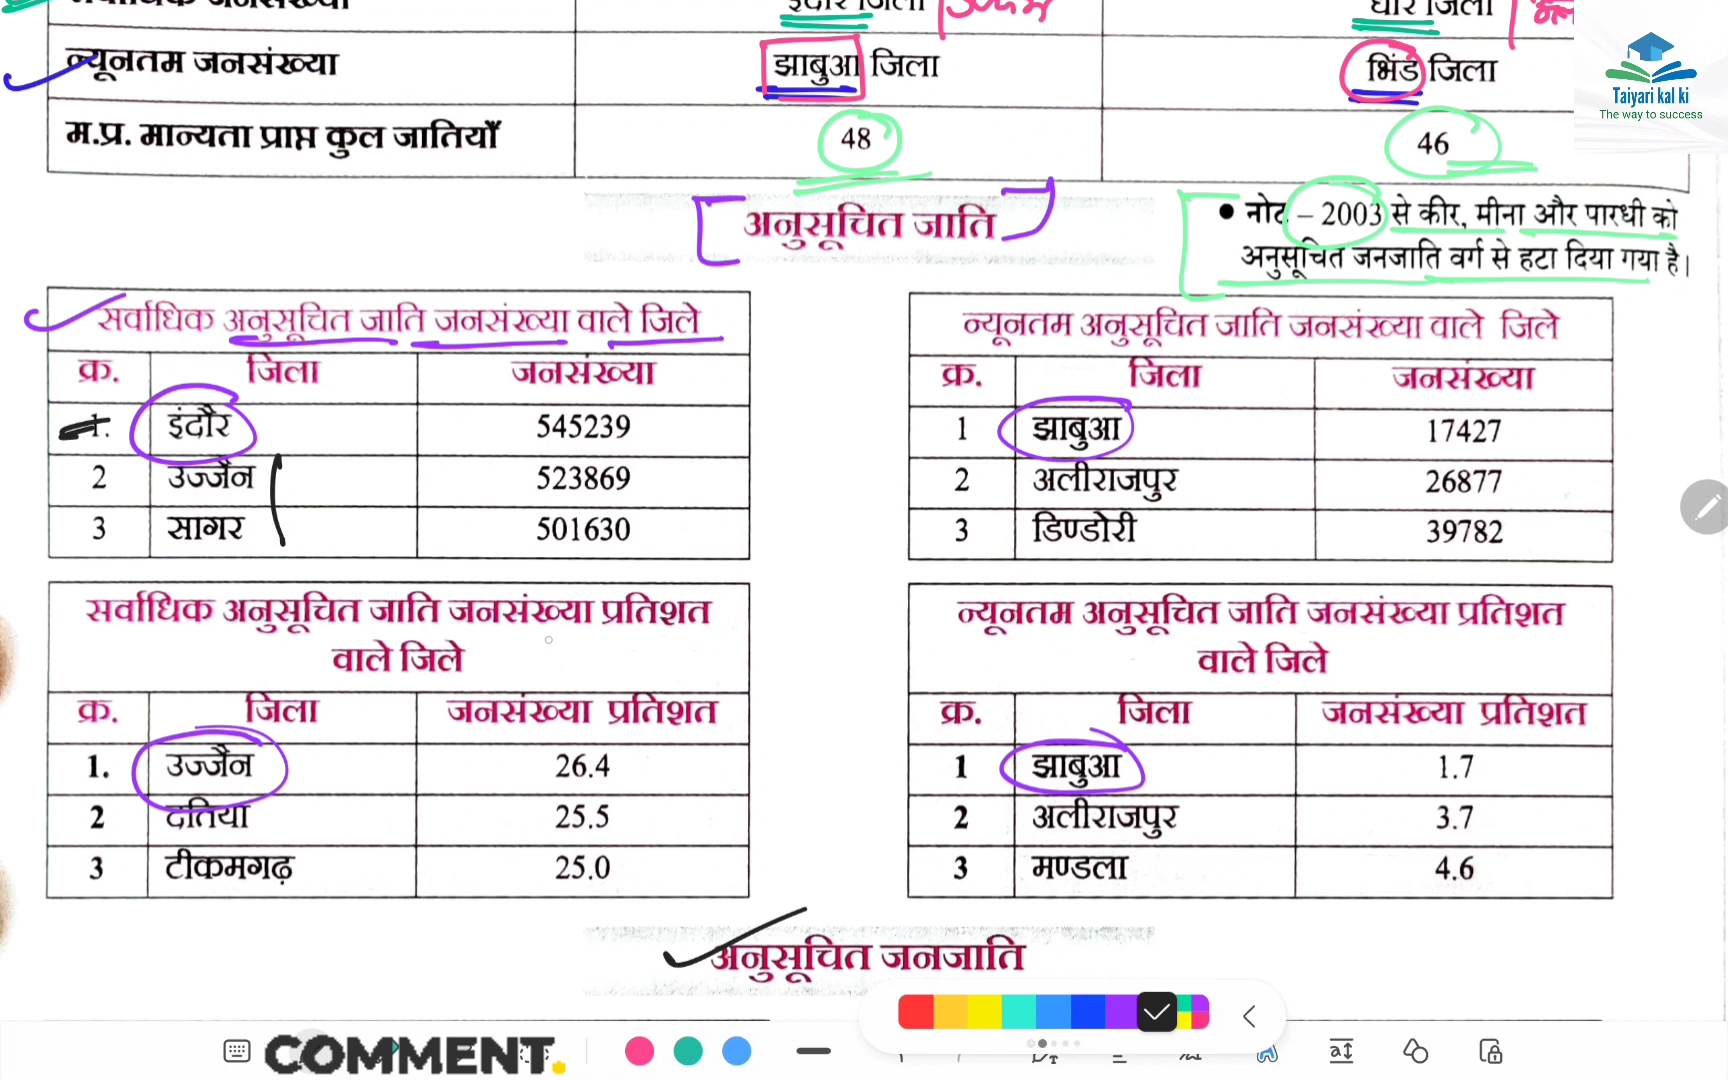 सर्वाधिक जनसंख्या इंदौर जिला धार जिला
न्यूनतम जनसंख्या झाबुआ जिला भिंड जिला
म.प्र. मान्यता प्राप्त कुल जातियाँ 48 46
Taiyari kal ki
The way to success
अनुसूचित जाति
● नोट – 2003 से कीर, मीना और पारधी को
अनुसूचित जनजाति वर्ग से हटा दिया गया है।
सर्वाधिक अनुसूचित जाति जनसंख्या वाले जिले
क्र. जिला जनसंख्या
1. इंदौर 545239
2 उज्जैन 523869
3 सागर 501630
न्यूनतम अनुसूचित जाति जनसंख्या वाले जिले
क्र. जिला जनसंख्या
1 झाबुआ 17427
2 अलीराजपुर 26877
3 डिण्डोरी 39782
सर्वाधिक अनुसूचित जाति जनसंख्या प्रतिशत
वाले जिले
क्र. जिला जनसंख्या प्रतिशत
1. उज्जैन 26.4
2 दतिया 25.5
3 टीकमगढ़ 25.0
न्यूनतम अनुसूचित जाति जनसंख्या प्रतिशत
वाले जिले
क्र. जिला जनसंख्या प्रतिशत
1 झाबुआ 1.7
2 अलीराजपुर 3.7
3 मण्डला 4.6
अनुसूचित जनजाति
COMMENT.